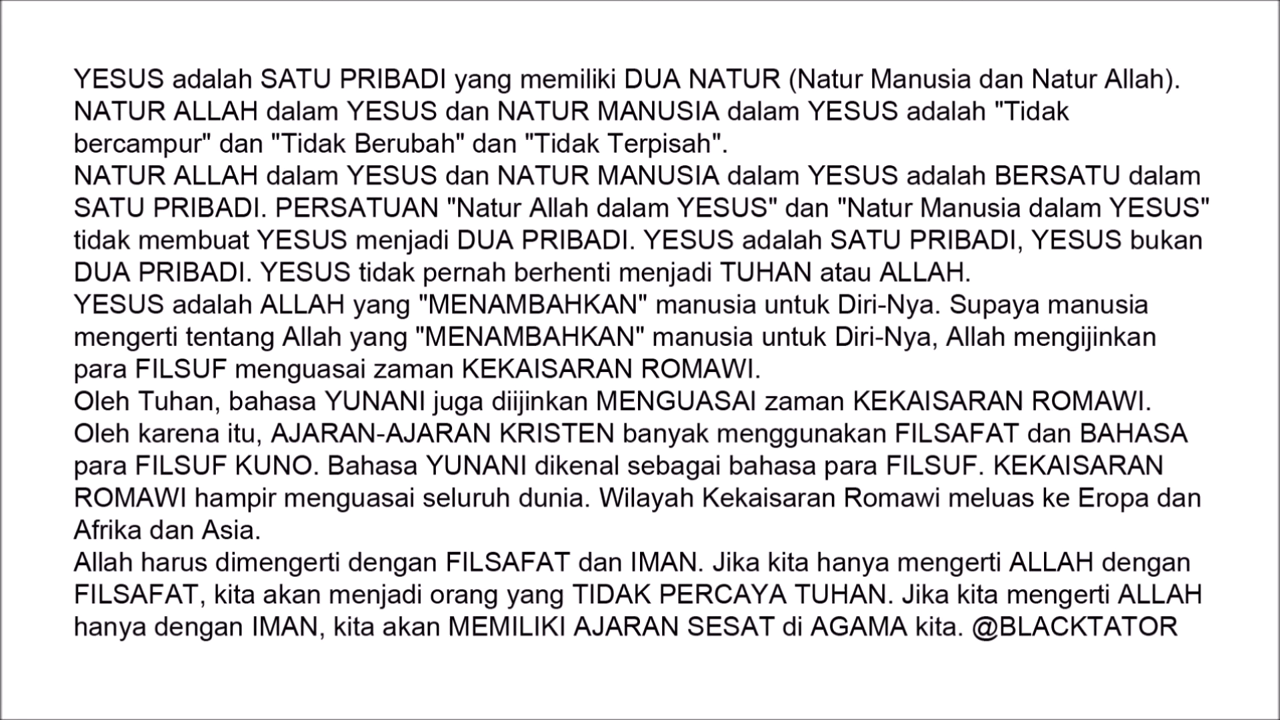 YESUS adalah SATU PRIBADI yang memiliki DUA NATUR (Natur Manusia dan Natur Allah).
NATUR ALLAH dalam YESUS dan NATUR MANUSIA dalam YESUS adalah "Tidak
bercampur" dan "Tidak Berubah" dan "Tidak Terpisah".
NATUR ALLAH dalam YESUS dan NATUR MANUSIA dalam YESUS adalah BERSATU dalam
SATU PRIBADI. PERSATUAN "Natur Allah dalam YESUS" dan "Natur Manusia dalam YESUS"
tidak membuat YESUS menjadi DUA PRIBADI. YESUS adalah SATU PRIBADI, YESUS bukan
DUA PRIBADI. YESUS tidak pernah berhenti menjadi TUHAN atau ALLAH.
YESUS adalah ALLAH yang "MENAMBAHKAN" manusia untuk Diri-Nya. Supaya manusia
mengerti tentang Allah yang "MENAMBAHKAN" manusia untuk Diri-Nya, Allah mengijinkan
para FILSUF menguasai zaman KEKAISARAN ROMAWI.
Oleh Tuhan, bahasa YUNANI juga diijinkan MENGUASAI zaman KEKAISARAN ROMAWI.
Oleh karena itu, AJARAN-AJARAN KRISTEN banyak menggunakan FILSAFAT dan BAHASA
para FILSUF KUNO. Bahasa YUNANI dikenal sebagai bahasa para FILSUF. KEKAISARAN
ROMAWI hampir menguasai seluruh dunia. Wilayah Kekaisaran Romawi meluas ke Eropa dan
Afrika dan Asia.
Allah harus dimengerti dengan FILSAFAT dan IMAN. Jika kita hanya mengerti ALLAH dengan
FILSAFAT, kita akan menjadi orang yang TIDAK PERCAYA TUHAN. Jika kita mengerti ALLAH
hanya dengan IMAN, kita akan MEMILIKI AJARAN SESAT di AGAMA kita. @BLACKTATOR